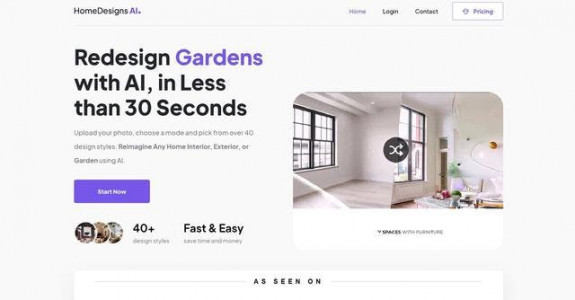 HomeDesigns AI.
Home Login Contact Pricing
Redesign Gardens
with AI, in Less
than 30 Seconds
Upload your photo, choose a mode and pick from over 40
design styles. Reimagine Any Home Interior, Exterior, or
Garden using AI.
Start Now
40+ Fast & Easy
design styles save time and money
SPACES WITH FURNITURE
AS SEEN ON